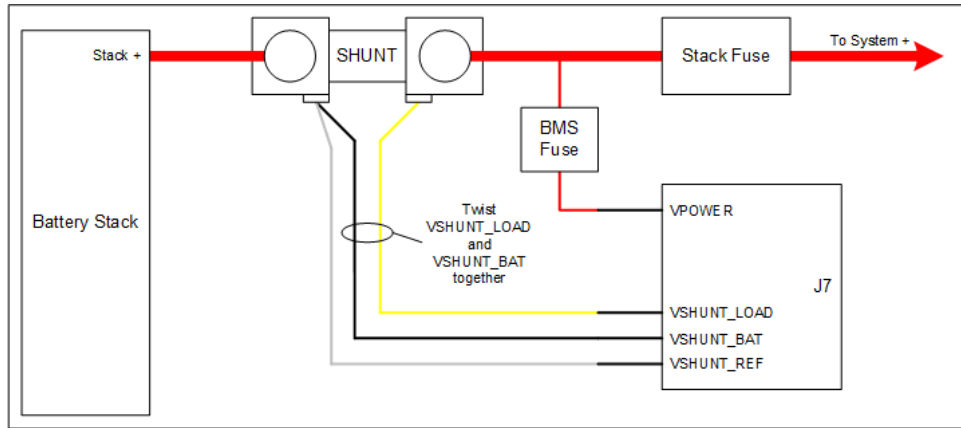 Stack +
SHUNT
Stack Fuse
To System +
BMS
Fuse
Battery Stack
Twist
VSHUNT_LOAD
and
VSHUNT_BAT
together
VPOWER
J7
VSHUNT_LOAD
VSHUNT_BAT
VSHUNT_REF